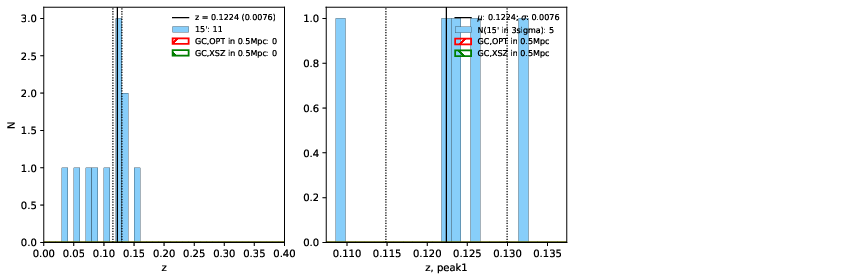 z = 0.1224 (0.0076)
15': 11
GC,OPT in 0.5Mpc: 0
GC,XSZ in 0.5Mpc: 0
N
3.0
2.5
2.0
1.5
1.0
0.5
0.0
0.00 0.05 0.10 0.15 0.20 0.25 0.30 0.35 0.40
z
μ: 0.1224; σ: 0.0076
N(15' in 3sigma): 5
GC,OPT in 0.5Mpc
GC,XSZ in 0.5Mpc
1.0
0.8
0.6
0.4
0.2
0.0
0.110 0.115 0.120 0.125 0.130 0.135
z, peak1